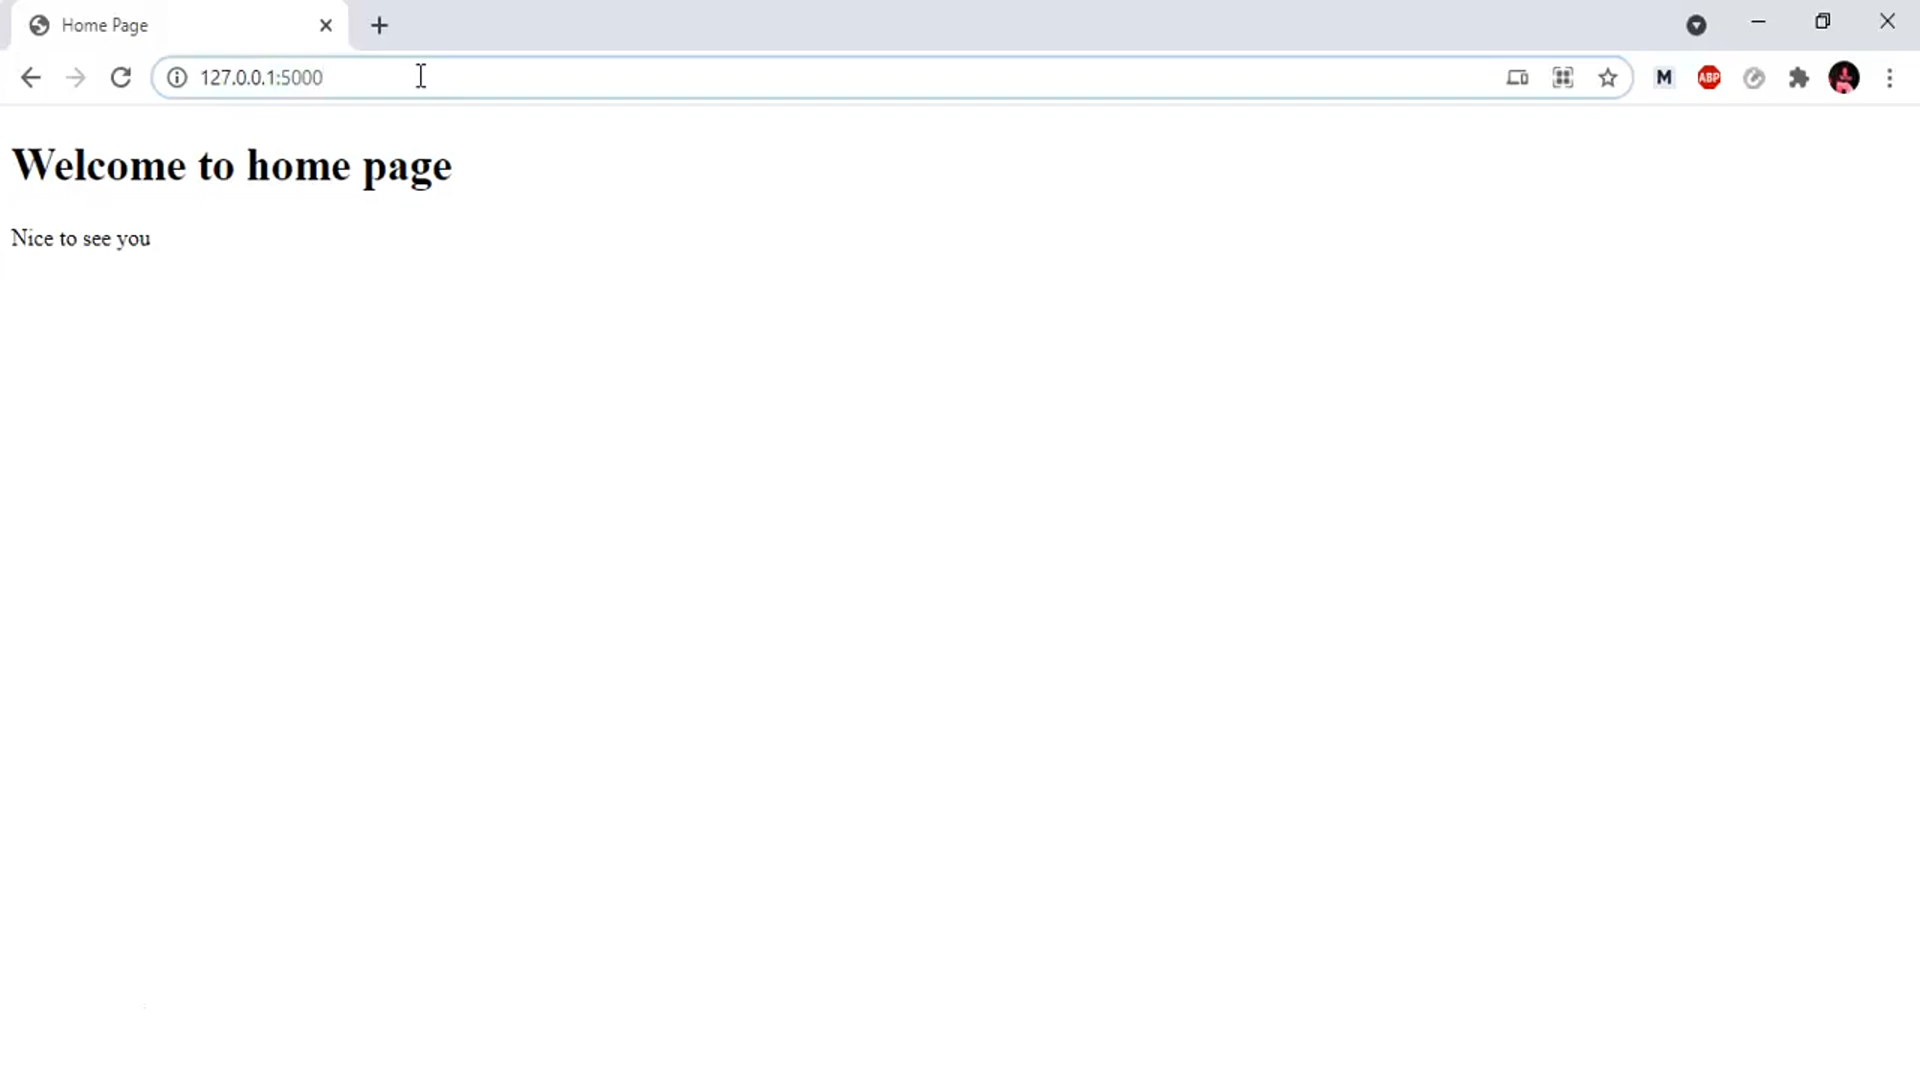 Home Page
127.0.0.1:5000
M
ABP
Welcome to home page
Nice to see you